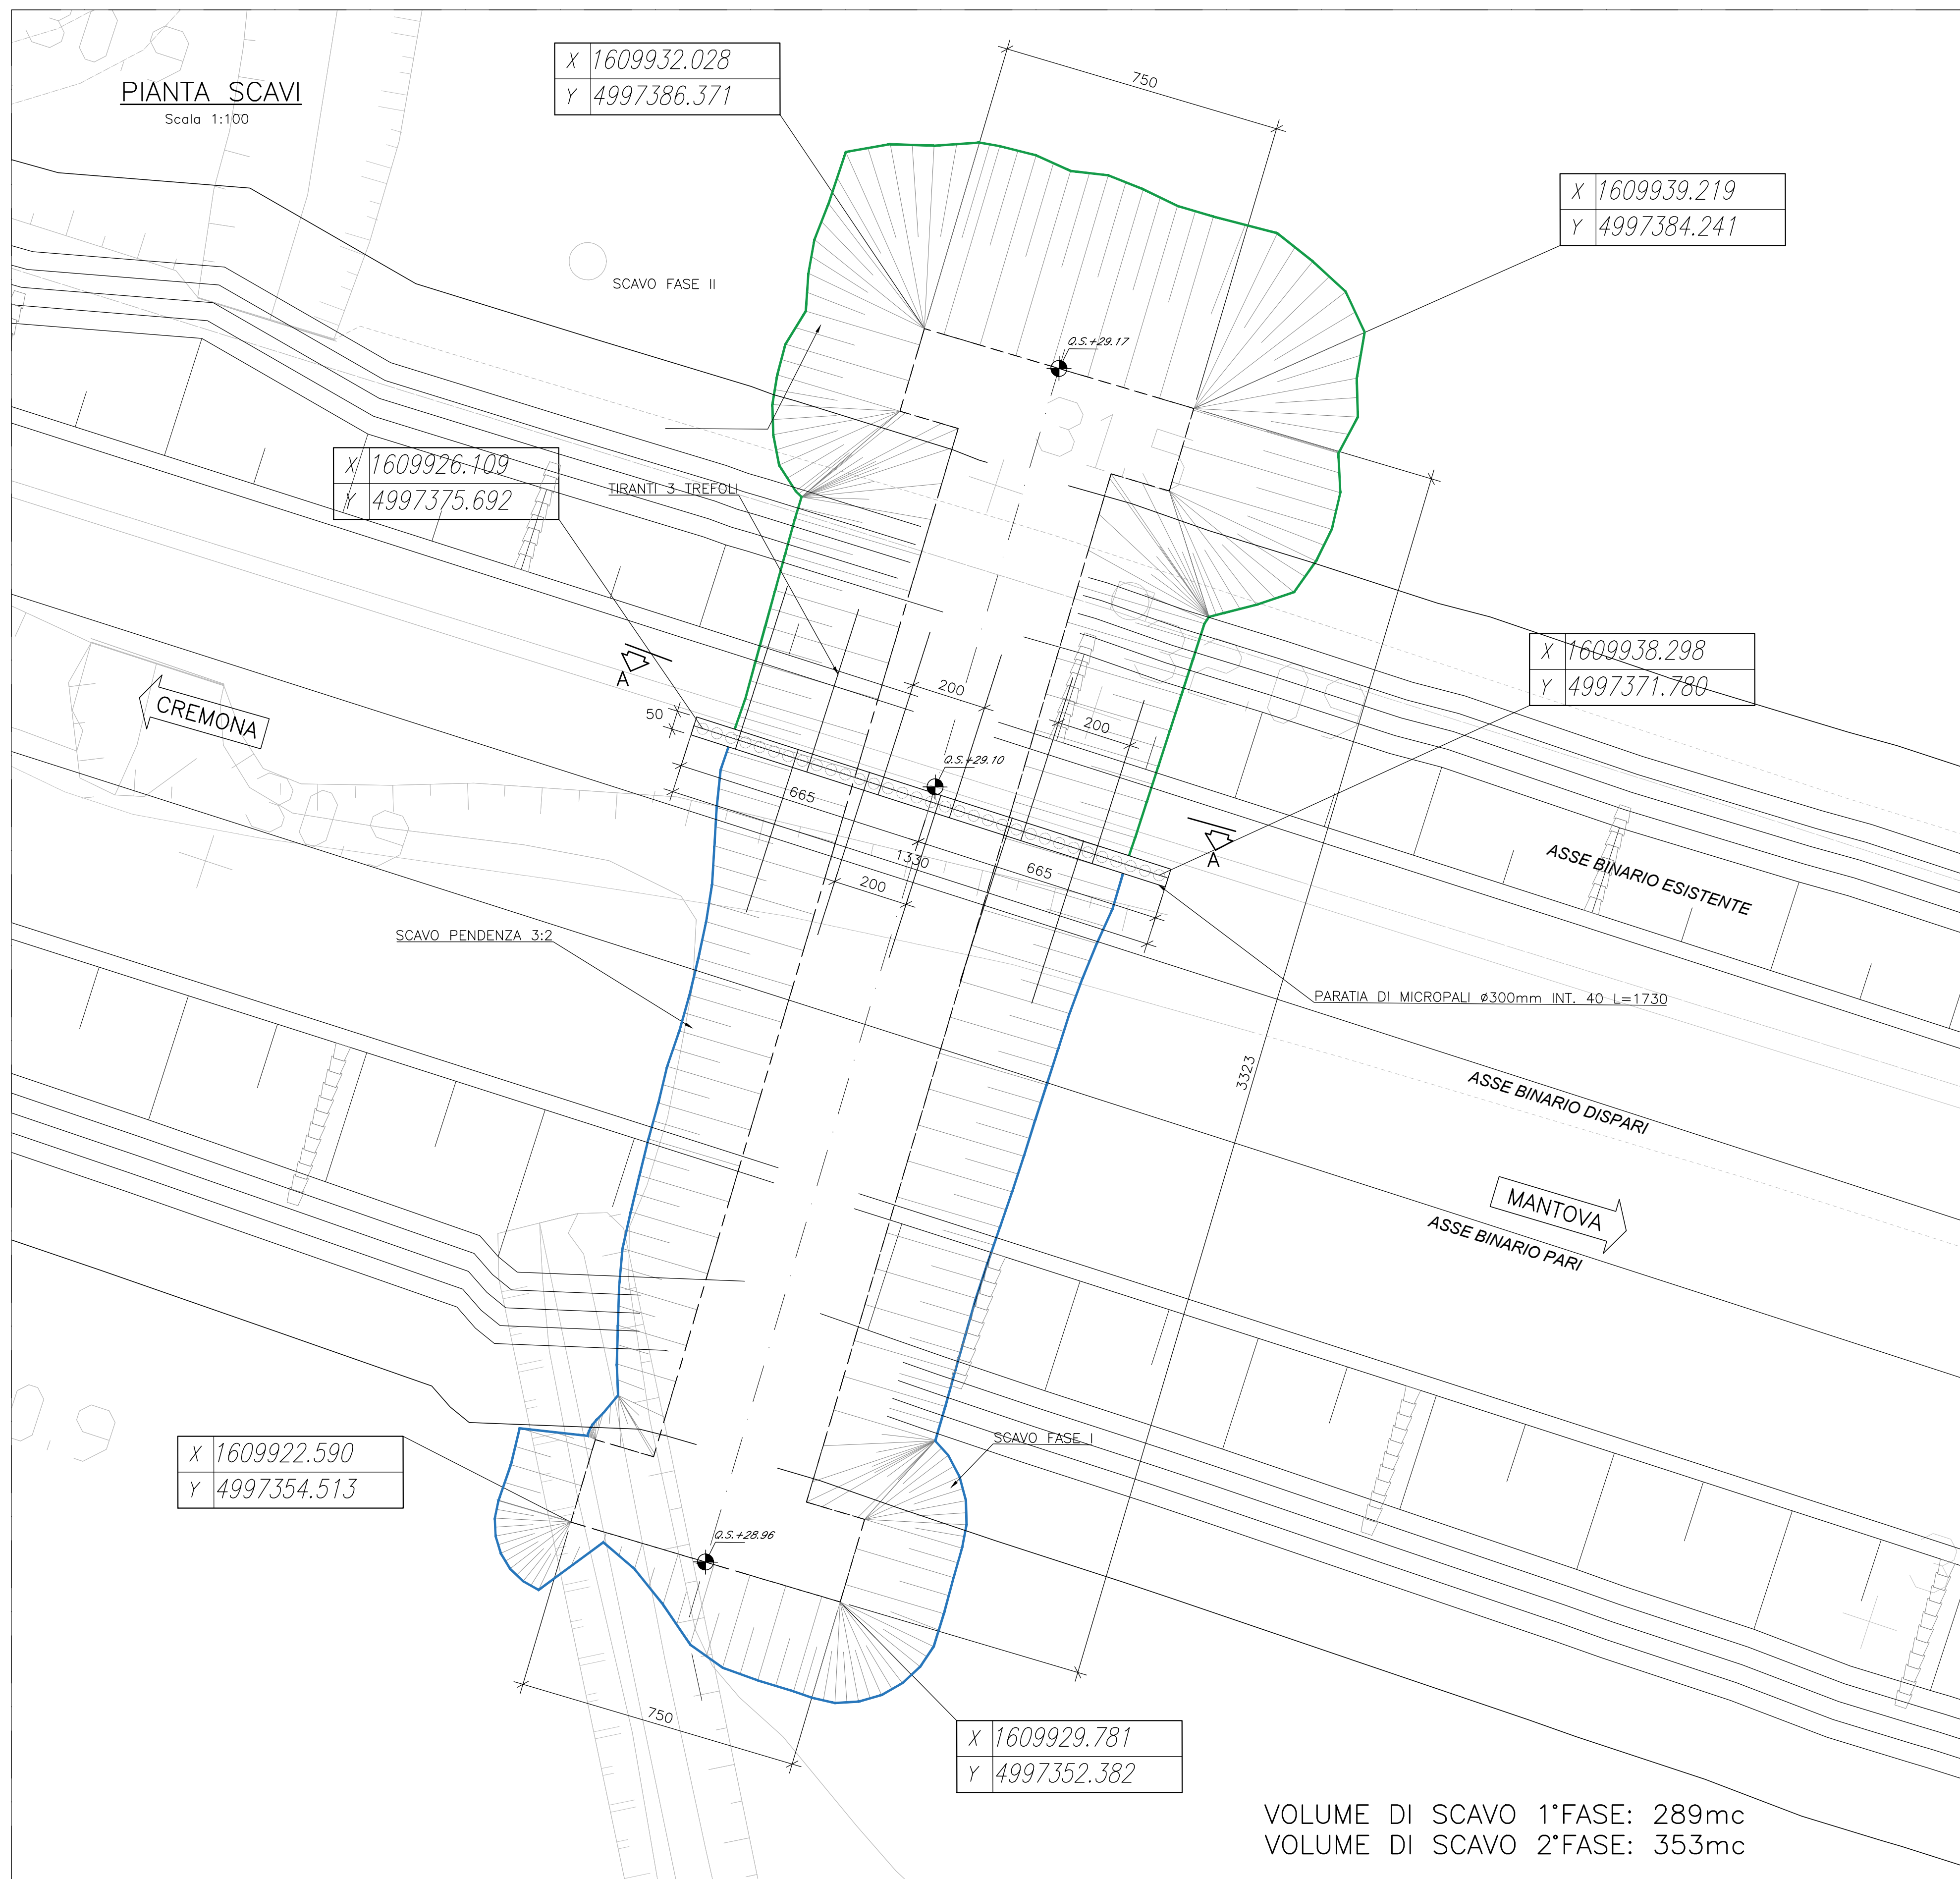 PIANTA SCAVI
Scala 1:100
X 1609932.028
Y 4997386.371
750
X 1609939.219
Y 4997384.241
SCAVO FASE II
Q.S.+29.17
X 1609926.109
Y 4997375.692
TIRANTI 3 TREFOLI
X 1609938.298
Y 4997371.780
A
CREMONA
50
200
200
Q.S.+29.10
665
1330
665
200
A
ASSE BINARIO ESISTENTE
SCAVO PENDENZA 3:2
PARATIA DI MICROPALI ø300mm INT. 40 L=1730
3323
ASSE BINARIO DISPARI
MANTOVA
ASSE BINARIO PARI
SCAVO FASE I
X 1609922.590
Y 4997354.513
Q.S.+28.96
750
X 1609929.781
Y 4997352.382
VOLUME DI SCAVO 1°FASE: 289mc
VOLUME DI SCAVO 2°FASE: 353mc